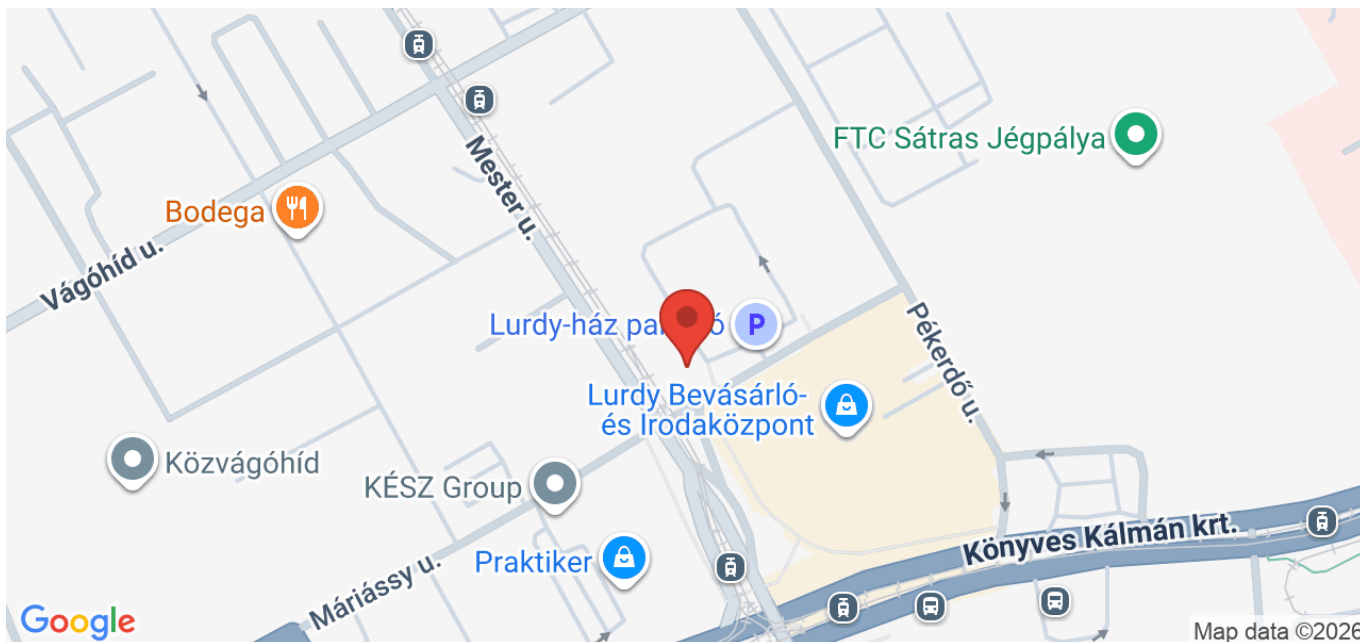 FTC Sátras Jégpálya
Mester u.
Bodega
Vágóhíd u.
Lurdy-ház
P
Pékerdő u.
Lurdy Bevásárló-
és Irodaközpont
Közvágóhíd
KÉSZ Group
Könyves Kálmán krt.
Praktiker
Máriássy u.
Google
Map data ©2026